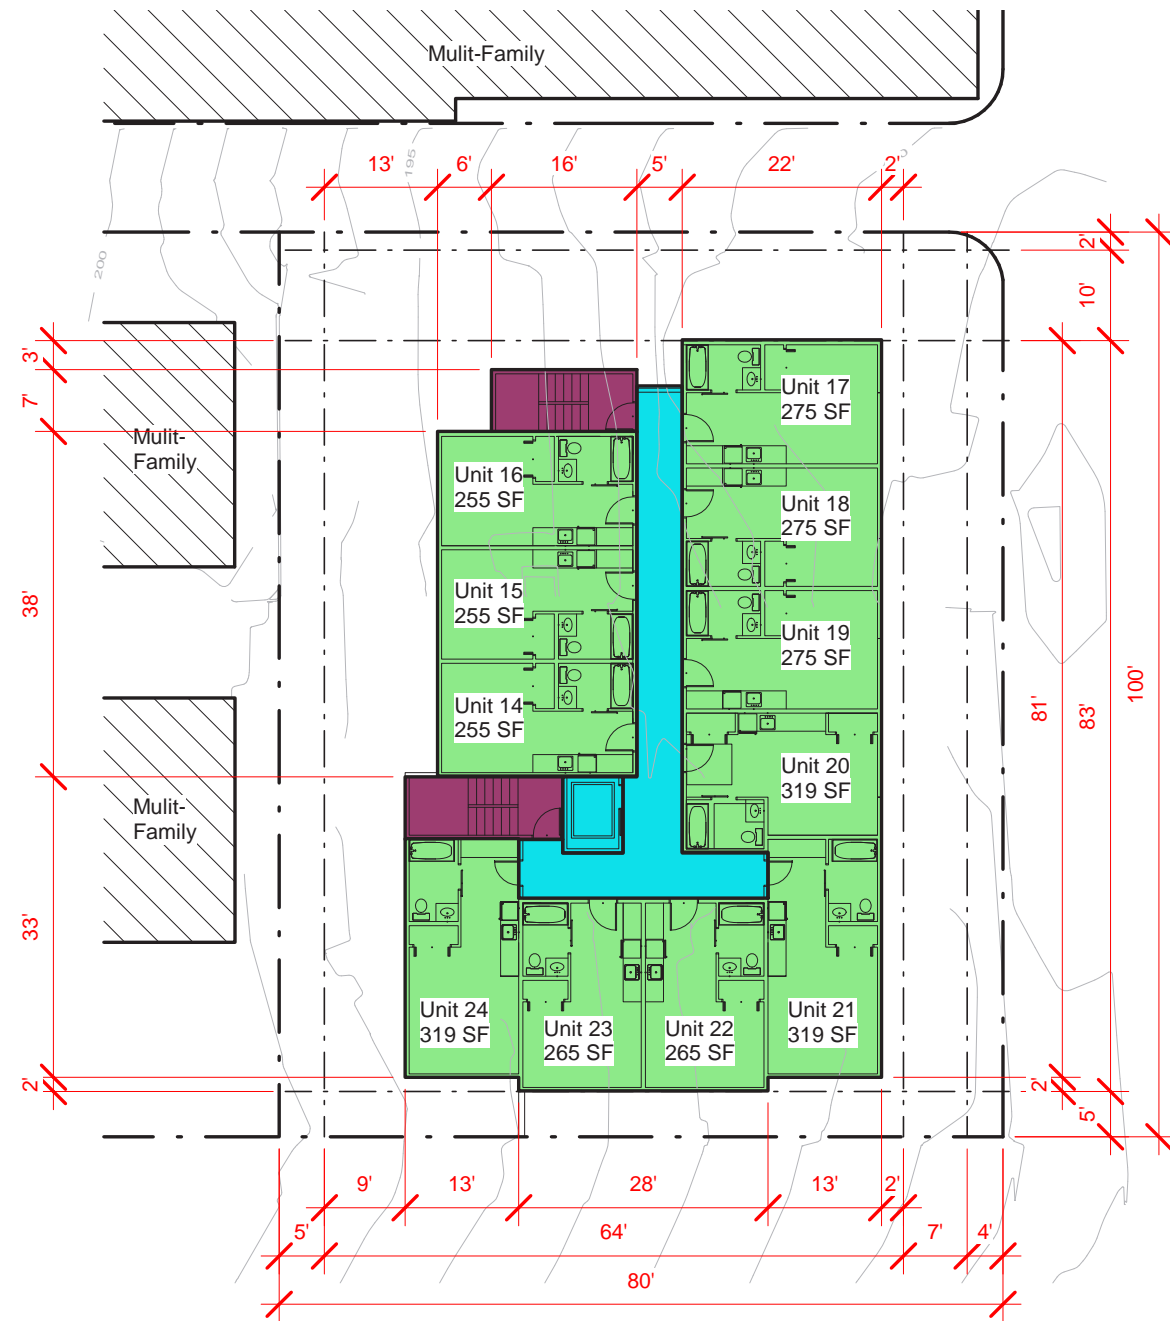 Mulit-Family
13'
6'
16'
5'
22'
2'
195
200
2'
10'
3'
7'
38'
33'
2'
Mulit-
Family
Mulit-
Family
Unit 17
275 SF
Unit 16
255 SF
Unit 18
275 SF
Unit 15
255 SF
Unit 19
275 SF
Unit 14
255 SF
Unit 20
319 SF
Unit 24
319 SF
Unit 23
265 SF
Unit 22
265 SF
Unit 21
319 SF
81'
83'
100'
2'
5'
9'
13'
28'
13'
2'
5'
64'
7'
4'
80'